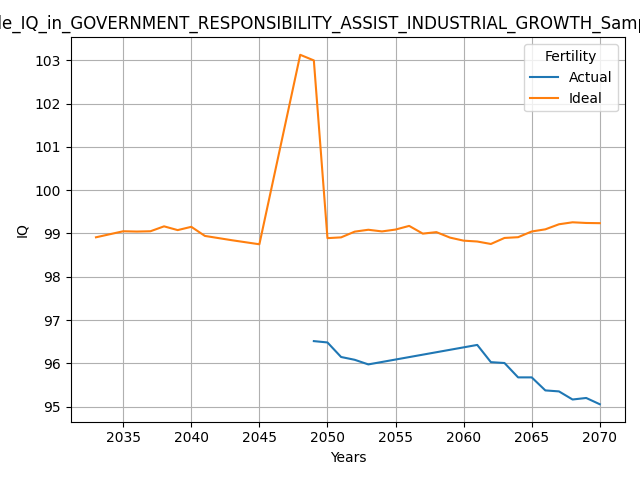 le_IQ_in_GOVERNMENT_RESPONSIBILITY_ASSIST_INDUSTRIAL_GROWTH_Samp
Fertility
Actual
Ideal
103
102
101
100
99
98
97
96
95
IQ
2035 2040 2045 2050 2055 2060 2065 2070
Years